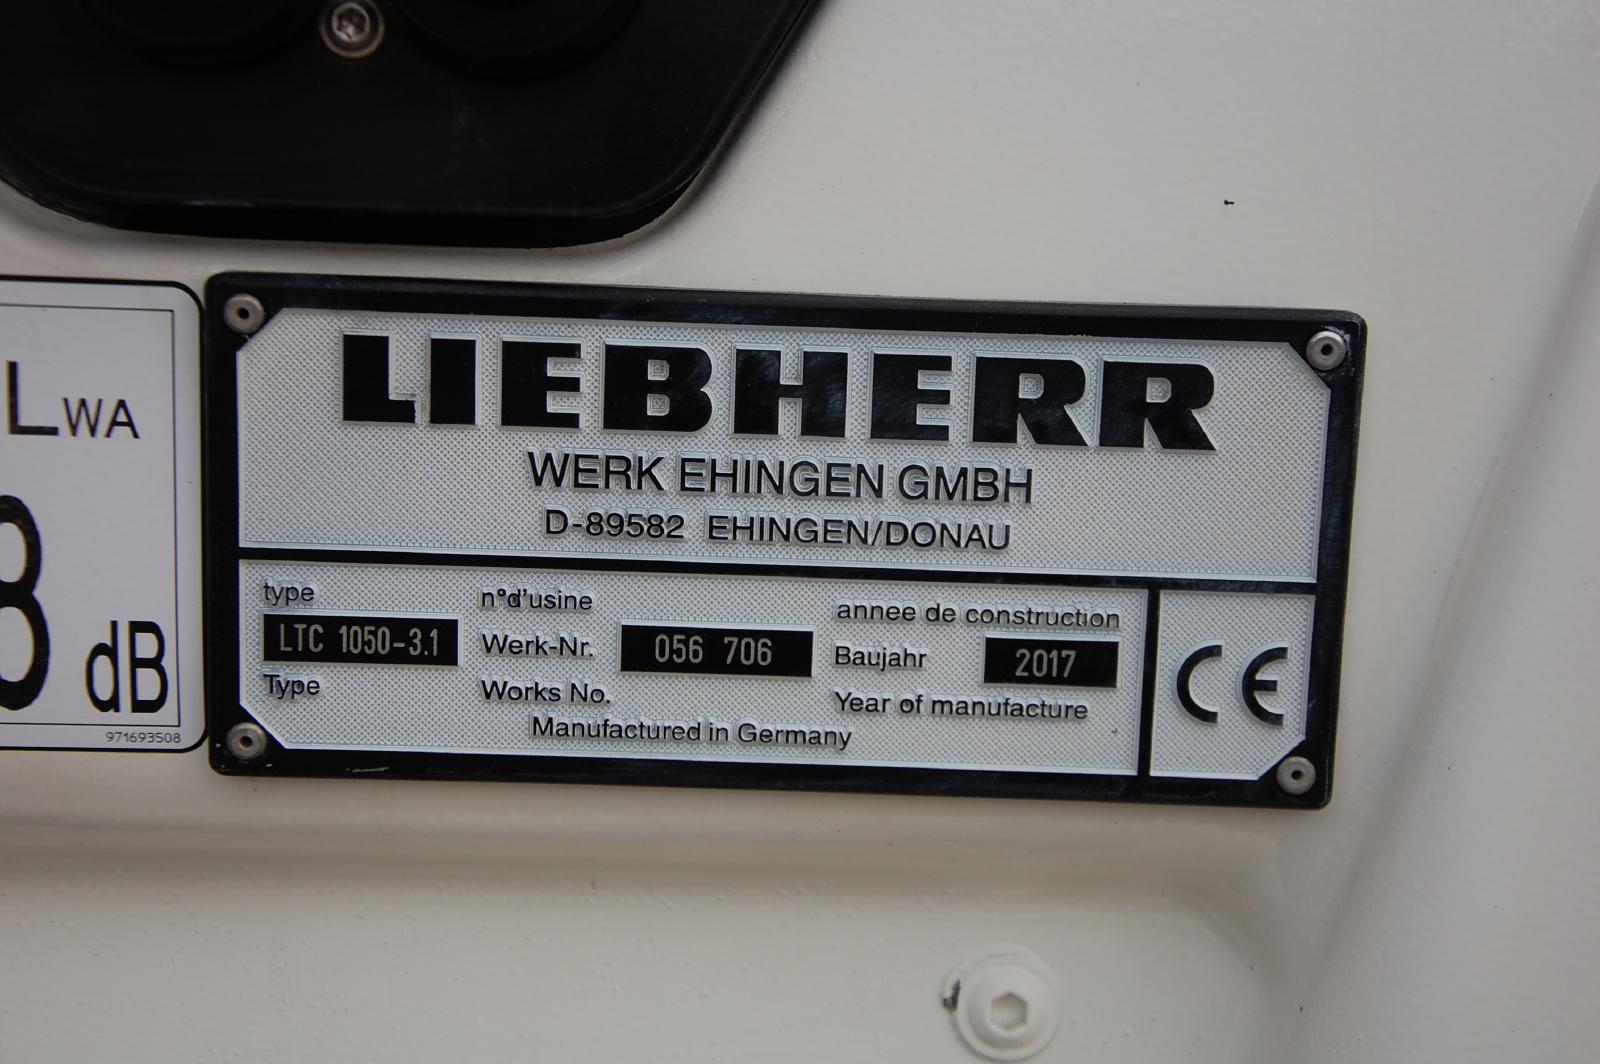 LWA
dB
971693508
LIEBHERR
WERK EHINGEN GMBH
D-89582 EHINGEN/DONAU
type
LTC 1050-3.1
Type
n°d'usine
Werk-Nr.
056 706
Works No.
annee de construction
Baujahr
2017
Year of manufacture
Manufactured in Germany
CE